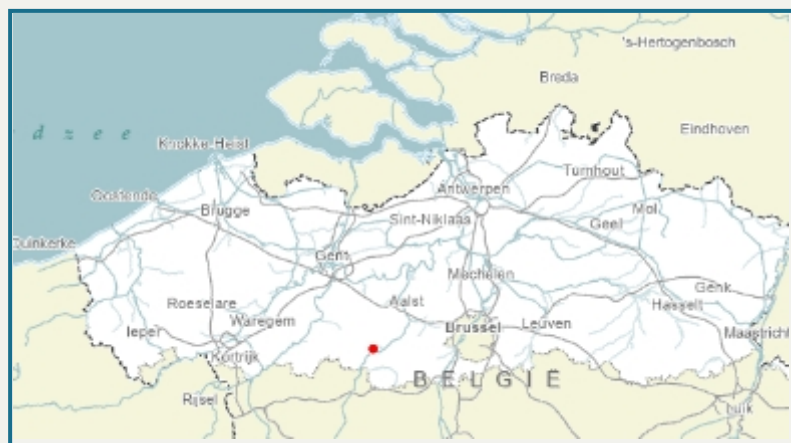 's-Hertogenbosch
Breda
Eindhoven
d z e e
Knokke-Heist
Turnhout
Antwerpen
Oostende
Mol
Brugge
Sint-Niklaas
Geel
Duinkerke
Gent
Mechelen
Genk
Roeselare
Aalst
Hasselt
Waregem
Brussel
Leuven
Ieper
Maastricht
Kortrijk
BELGIË
Rijsel
Luik